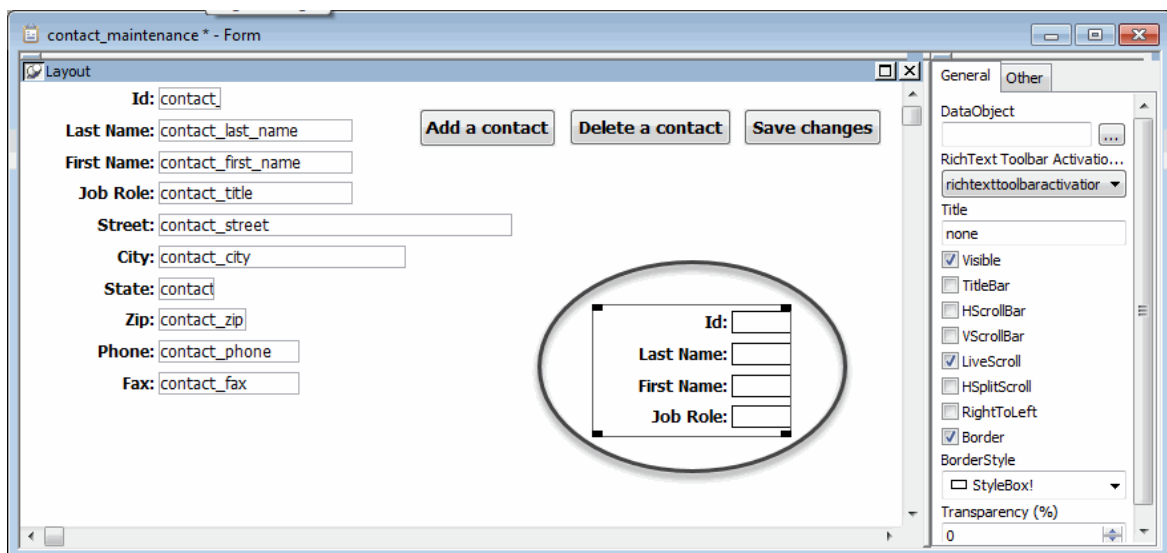 contact_maintenance * - Form
Layout
Id: contact_
Last Name: contact_last_name
First Name: contact_first_name
Job Role: contact_title
Street: contact_street
City: contact_city
State: contact
Zip: contact_zip
Phone: contact_phone
Fax: contact_fax
Add a contact Delete a contact Save changes
Id:
Last Name:
First Name:
Job Role:
General Other
DataObject
...
RichText Toolbar Activatio...
richtexttoolbaractivation
Title
none
Visible
TitleBar
HScrollBar
VScrollBar
LiveScroll
HSplitScroll
RightToLeft
Border
BorderStyle
StyleBox!
Transparency (%)
0